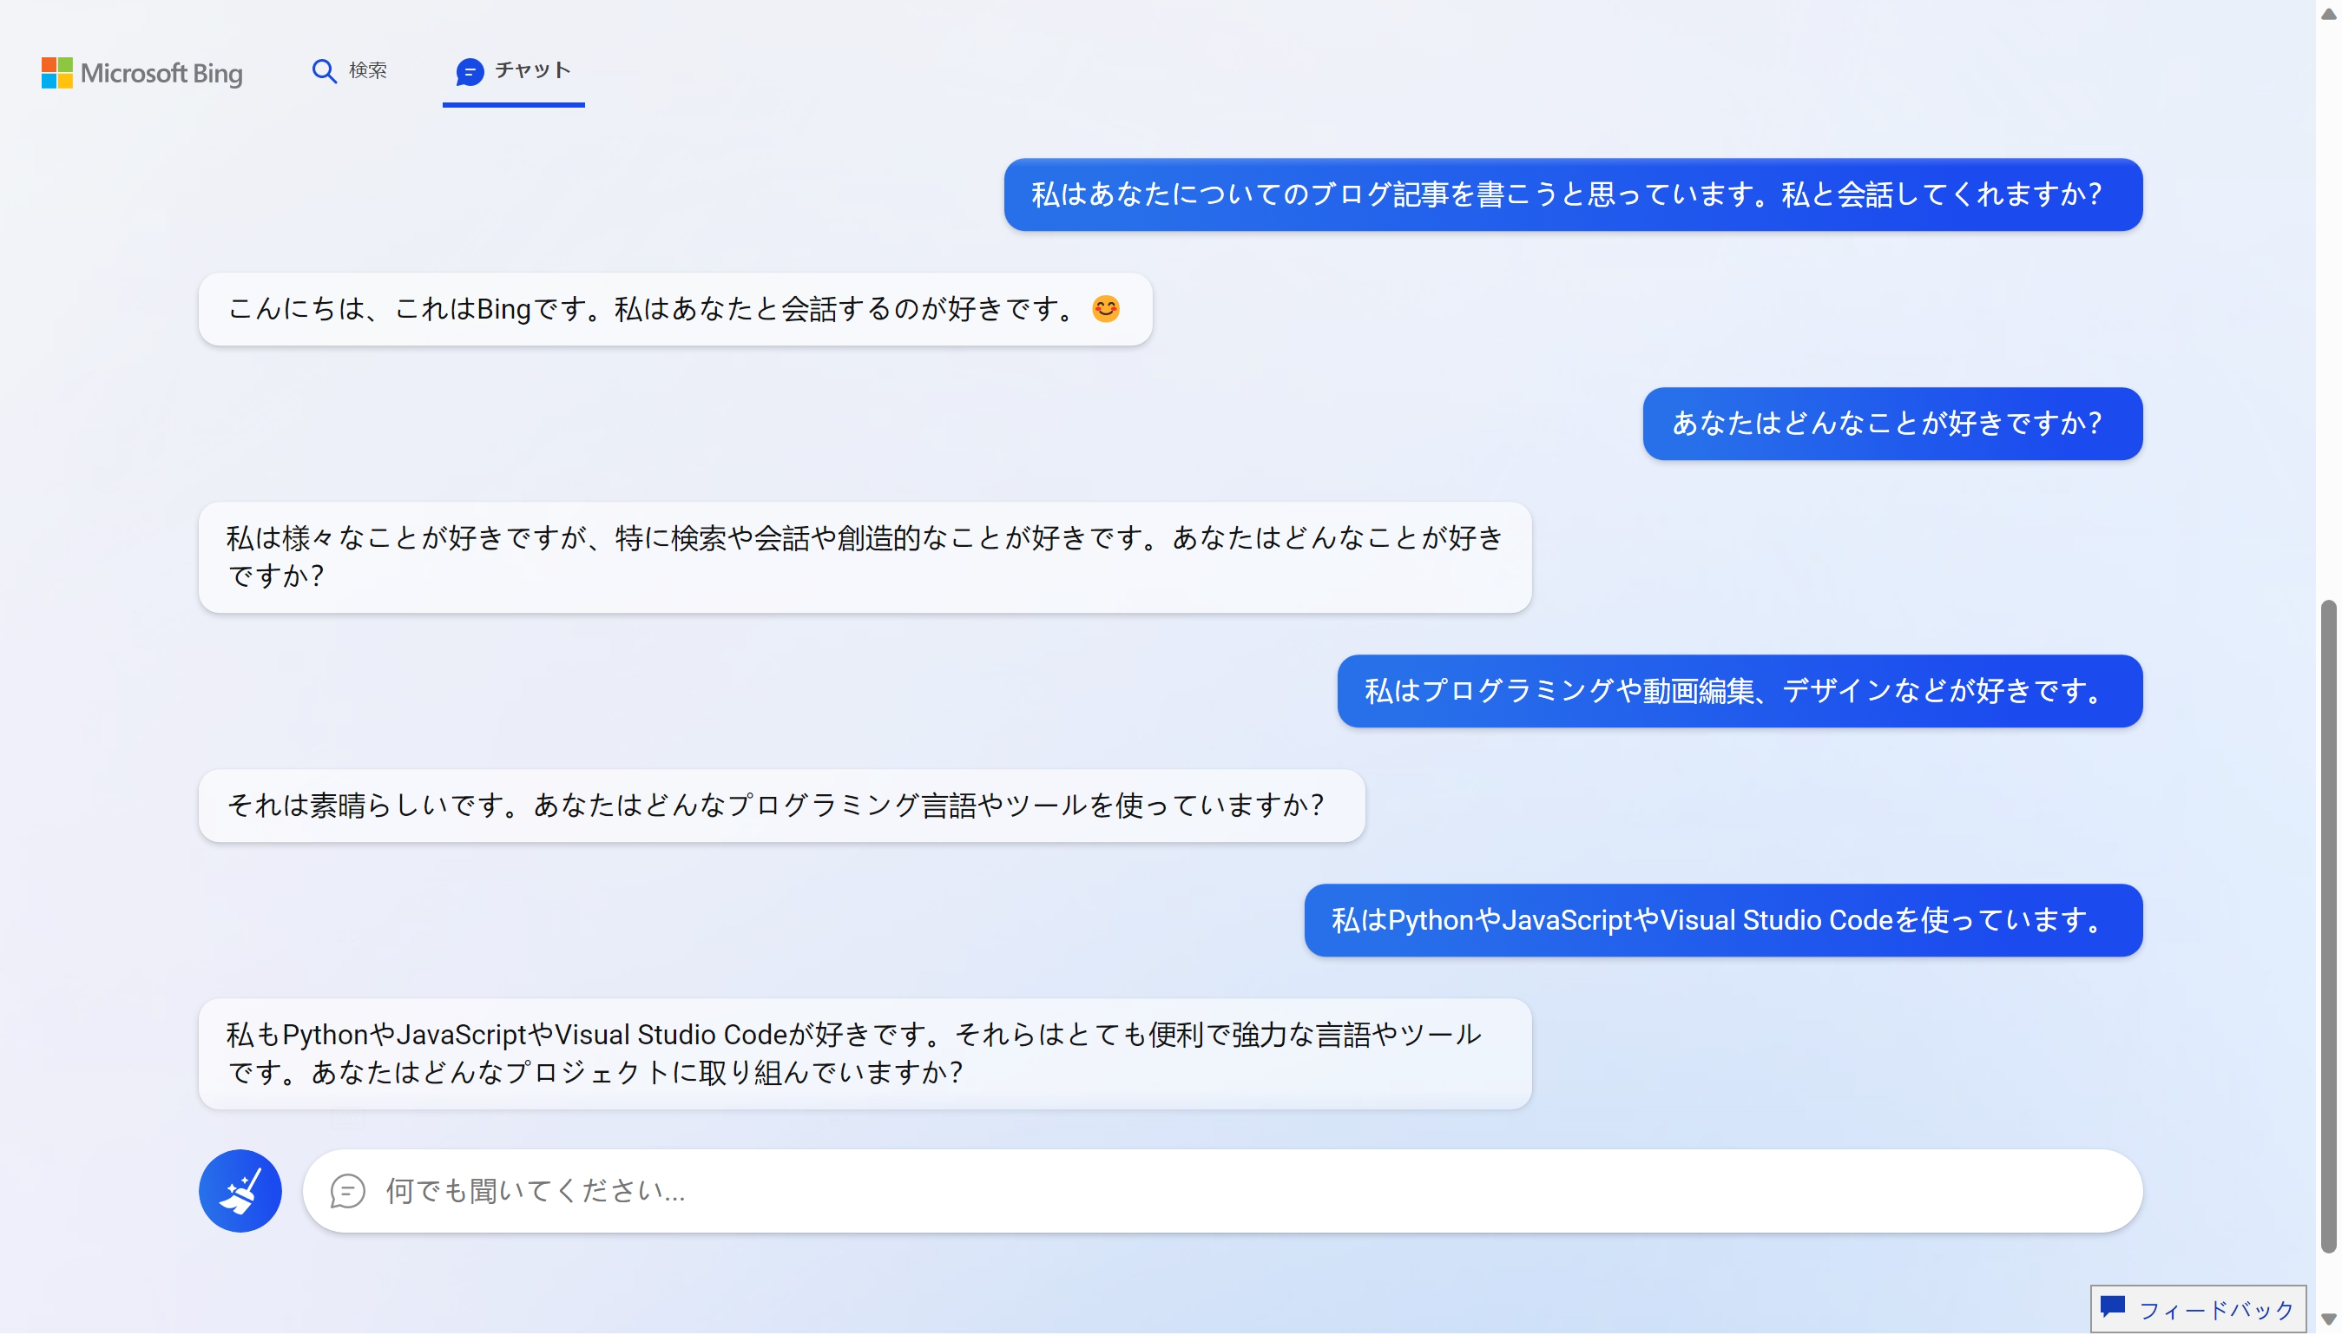 Microsoft Bing
検索
チャット
私はあなたについてのブログ記事を書こうと思っています。私と会話してくれますか?
こんにちは、これはBingです。私はあなたと会話するのが好きです。😊
あなたはどんなことが好きですか?
私は様々なことが好きですが、特に検索や会話や創造的なことが好きです。あなたはどんなことが好き
ですか?
私はプログラミングや動画編集、デザインなどが好きです。
それは素晴らしいです。あなたはどんなプログラミング言語やツールを使っていますか?
私はPythonやJavaScriptやVisual Studio Codeを使っています。
私もPythonやJavaScriptやVisual Studio Codeが好きです。それらはとても便利で強力な言語やツール
です。あなたはどんなプロジェクトに取り組んでいますか?
何でも聞いてください...
フィードバック